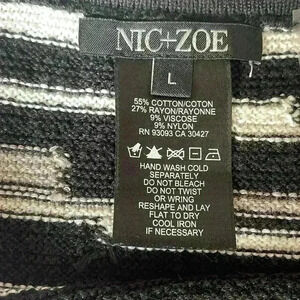 NIC+ZOE
L
55% COTTON/COTON
27% RAYON/RAYONNE
9% VISCOSE
9% NYLON
RN 93093 CA 30427
HAND WASH COLD
SEPARATELY
DO NOT BLEACH
DO NOT TWIST
OR WRING
RESHAPE AND LAY
FLAT TO DRY
COOL IRON
IF NECESSARY